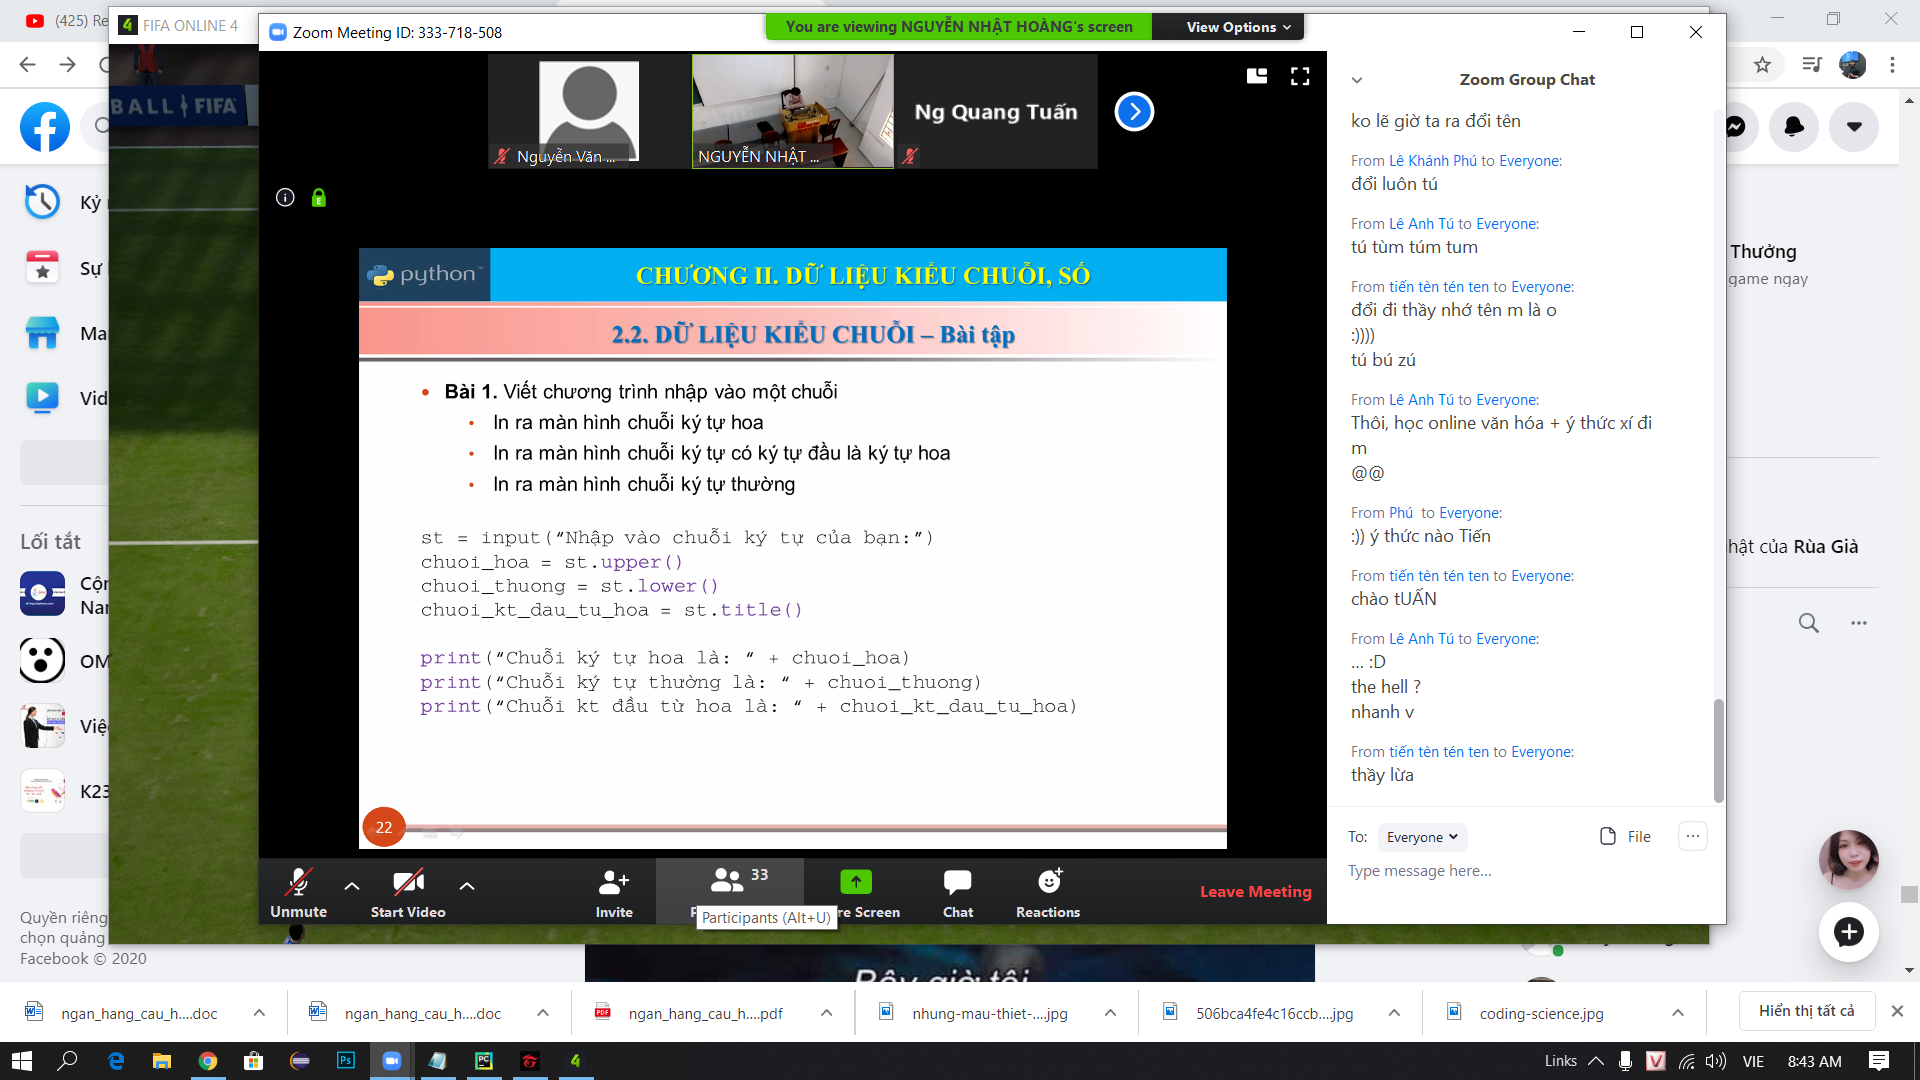 (425) Re
FIFA ONLINE 4
Zoom Meeting ID: 333-718-508
You are viewing NGUYỄN NHẬT HOÀNG's screen
View Options
BALL FIFA
Nguyễn Văn ...
NGUYỄN NHẬT ...
Ng Quang Tuấn
python
CHƯƠNG II. DỮ LIỆU KIỂU CHUỖI, SỐ
2.2. DỮ LIỆU KIỂU CHUỖI – Bài tập
• Bài 1. Viết chương trình nhập vào một chuỗi
• In ra màn hình chuỗi ký tự hoa
• In ra màn hình chuỗi ký tự có ký tự đầu là ký tự hoa
• In ra màn hình chuỗi ký tự thường
st = input(“Nhập vào chuỗi ký tự của bạn:”)
chuoi_hoa = st.upper()
chuoi_thuong = st.lower()
chuoi_kt_dau_tu_hoa = st.title()
print(“Chuỗi ký tự hoa là: “ + chuoi_hoa)
print(“Chuỗi ký tự thường là: “ + chuoi_thuong)
print(“Chuỗi kt đầu từ hoa là: “ + chuoi_kt_dau_tu_hoa)
22
Unmute
Start Video
Invite
33
Participants (Alt+U)
re Screen
Chat
Reactions
Leave Meeting
Zoom Group Chat
ko lẽ giờ ta ra đổi tên
From Lê Khánh Phú to Everyone:
đổi luôn tú
From Lê Anh Tú to Everyone:
tú tùm túm tum
From tiến tèn tén ten to Everyone:
đổi đi thầy nhớ tên m là o
:))))
tú bú zú
From Lê Anh Tú to Everyone:
Thôi, học online văn hóa + ý thức xí đi
m
@@
From Phú to Everyone:
:)) ý thức nào Tiến
From tiến tèn tén ten to Everyone:
chào tUẤN
From Lê Anh Tú to Everyone:
... :D
the hell ?
nhanh v
From tiến tèn tén ten to Everyone:
thầy lừa
To: Everyone
File
Type message here...
Kỷ
Sự
Mar
Vid
Lối tắt
Cộn
Nar
OM
Việ
K23
Quyền riêng
chọn quảng
Facebook © 2020
Thưởng
game ngay
hật của Rùa Già
Bây giờ tôi
ngan_hang_cau_h....doc
ngan_hang_cau_h....doc
ngan_hang_cau_h....pdf
nhung-mau-thiet-....jpg
506bca4fe4c16ccb....jpg
coding-science.jpg
Hiển thị tất cả
Links
VIE
8:43 AM